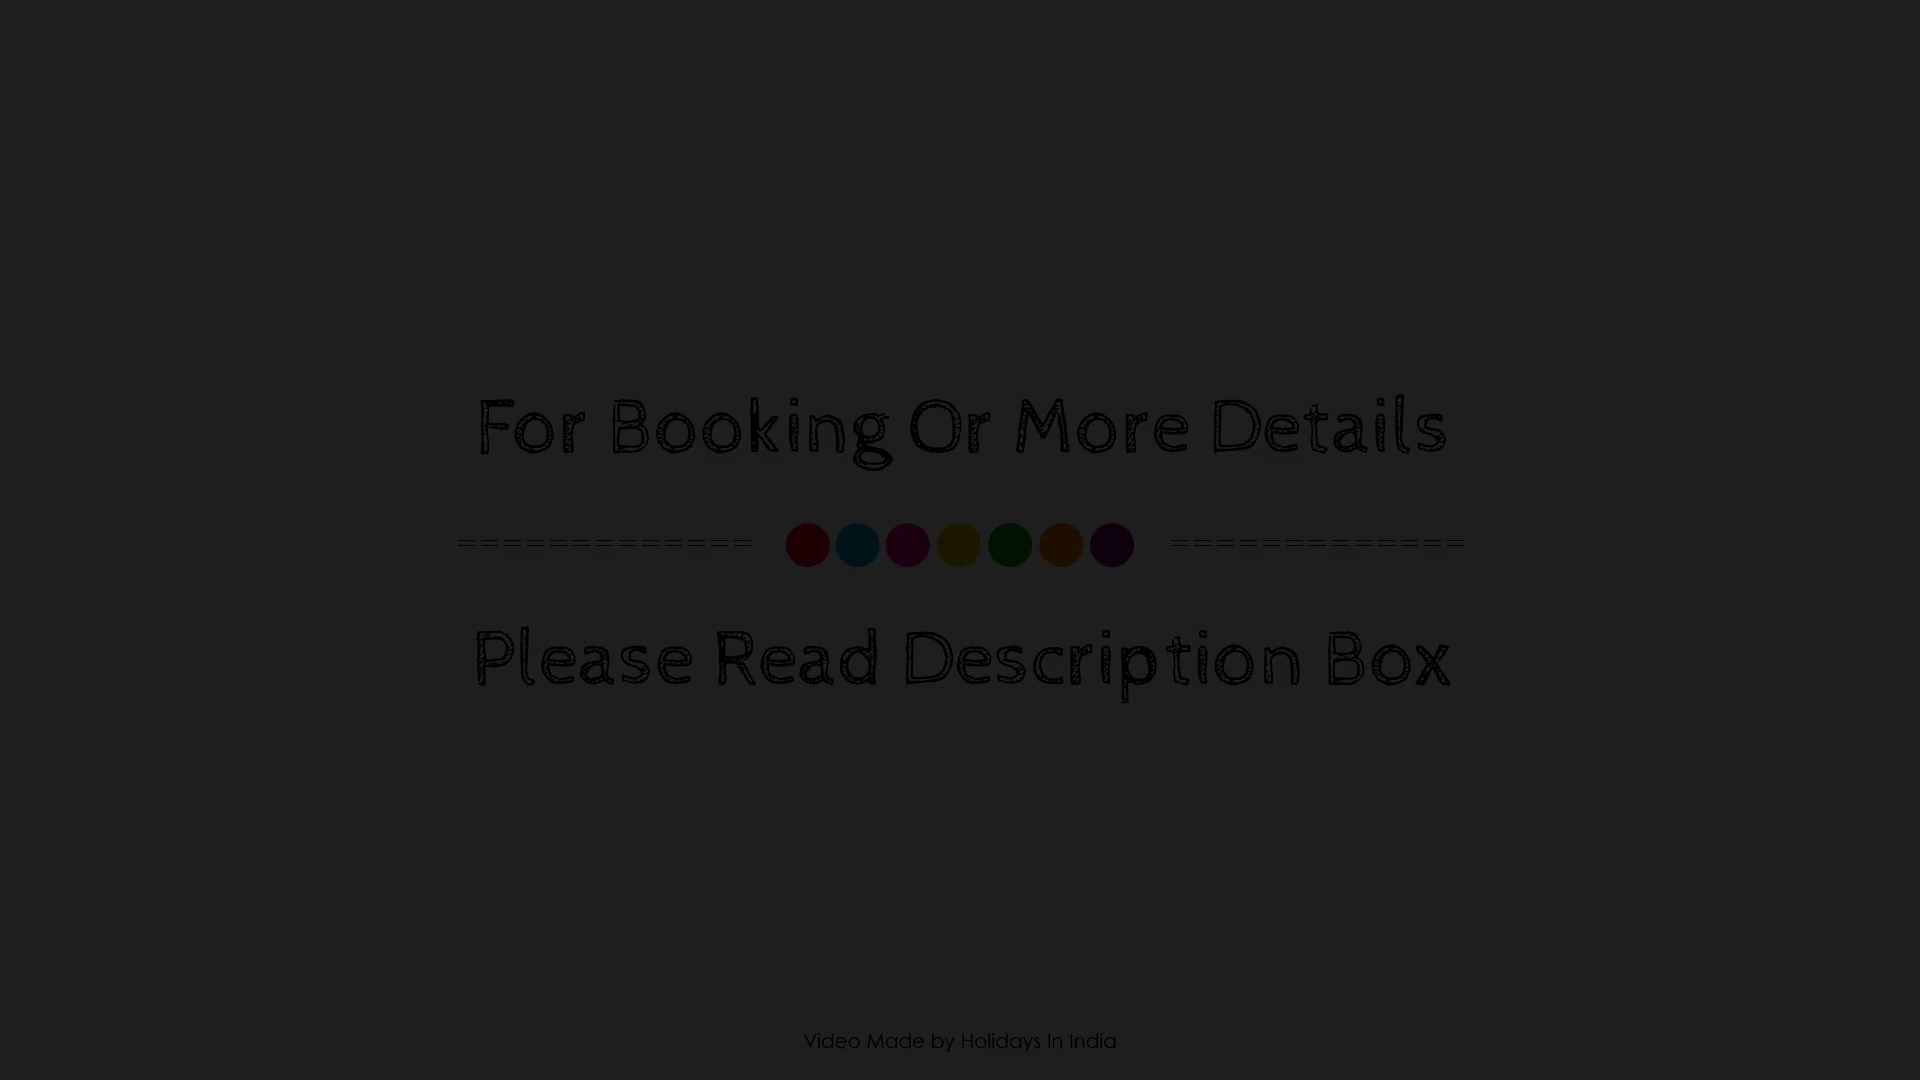 For Booking Or More Details
============= =============
Please Read Description Box
Video Made by Holidays In India